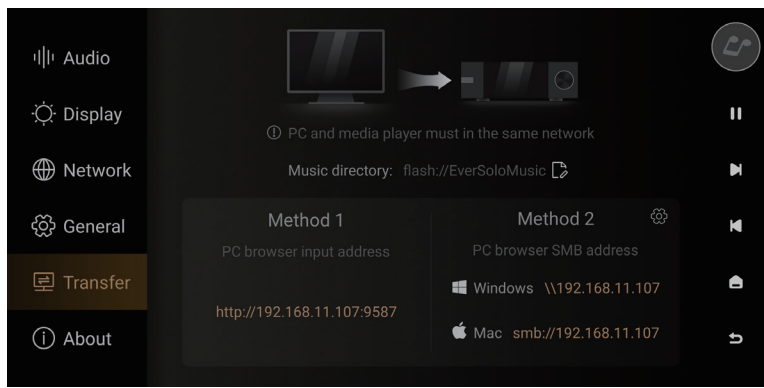 Audio
Display
Network
General
Transfer
About
PC and media player must in the same network
Music directory: flash://EverSoloMusic
Method 1
PC browser input address
http://192.168.11.107:9587
Method 2
PC browser SMB address
Windows \\192.168.11.107
Mac smb://192.168.11.107